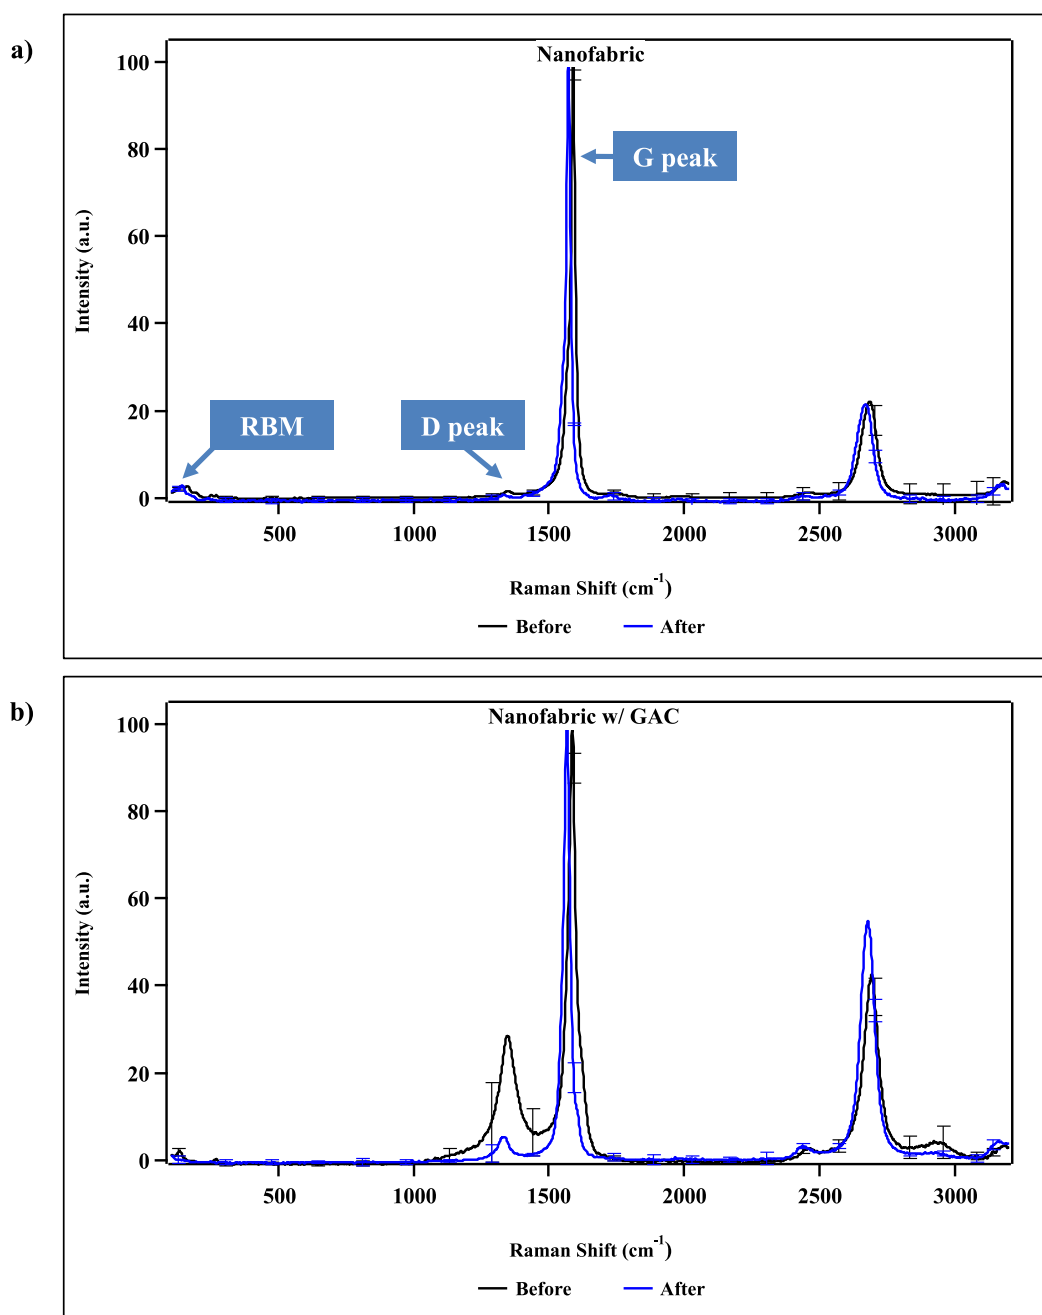 a)
Nanofabric
100
80
60
40
20
0
Intensity (a.u.)
G peak
RBM
D peak
500 1000 1500 2000 2500 3000
Raman Shift (cm⁻¹)
Before After
b)
Nanofabric w/ GAC
100
80
60
40
20
0
Intensity (a.u.)
500 1000 1500 2000 2500 3000
Raman Shift (cm⁻¹)
Before After